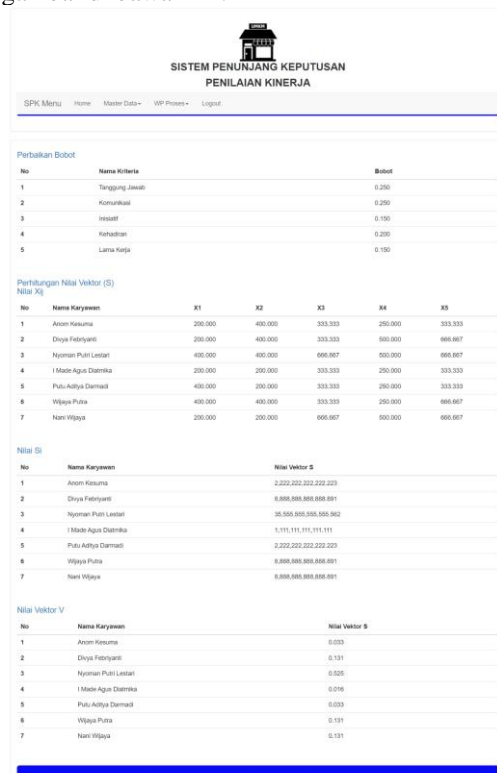 UMKM
SISTEM PENUNJANG KEPUTUSAN
PENILAIAN KINERJA
SPK Menu Home Master Data WP Proses Logout
Perbaikan Bobot
No Nama Kriteria Bobot
1 Tanggung Jawab 0.250
2 Komunikasi 0.250
3 Inisiatif 0.150
4 Kehadiran 0.200
5 Lama Kerja 0.150
Perhitungan Nilai Vektor (S)
Nilai Xij
No Nama Karyawan X1 X2 X3 X4 X5
1 Anom Kesuma 200.000 400.000 333.333 250.000 333.333
2 Divya Febriyanti 200.000 400.000 333.333 500.000 666.667
3 Nyoman Putri Lestari 400.000 400.000 666.667 500.000 666.667
4 I Made Agus Diatmika 200.000 200.000 333.333 250.000 333.333
5 Putu Aditya Darmadi 400.000 200.000 333.333 250.000 333.333
6 Wijaya Putra 400.000 400.000 333.333 250.000 666.667
7 Nani Wijaya 200.000 200.000 666.667 500.000 666.667
Nilai Si
No Nama Karyawan Nilai Vektor S
1 Anom Kesuma 2,222,222,222,222.223
2 Divya Febriyanti 8,888,888,888,888.891
3 Nyoman Putri Lestari 35,555,555,555,555.562
4 I Made Agus Diatmika 1,111,111,111,111.111
5 Putu Aditya Darmadi 2,222,222,222,222.223
6 Wijaya Putra 8,888,888,888,888.891
7 Nani Wijaya 8,888,888,888,888.891
Nilai Vektor V
No Nama Karyawan Nilai Vektor S
1 Anom Kesuma 0.033
2 Divya Febriyanti 0.131
3 Nyoman Putri Lestari 0.525
4 I Made Agus Diatmika 0.016
5 Putu Aditya Darmadi 0.033
6 Wijaya Putra 0.131
7 Nani Wijaya 0.131